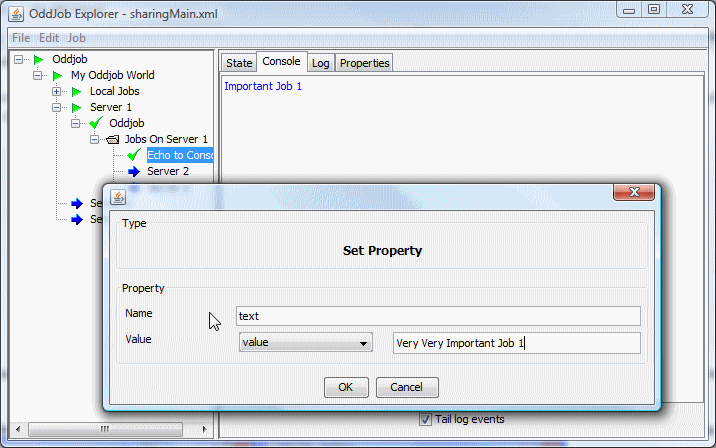 OddJob Explorer - sharingMain.xml
File Edit Job
Oddjob
My Oddjob World
Local Jobs
Server 1
Oddjob
Jobs On Server 1
Echo to Conso
Server 2
Se
Se
State Console Log Properties
Important Job 1
Type
Set Property
Property
Name text
Value value Very Very Important Job 1
OK Cancel
Tail log events